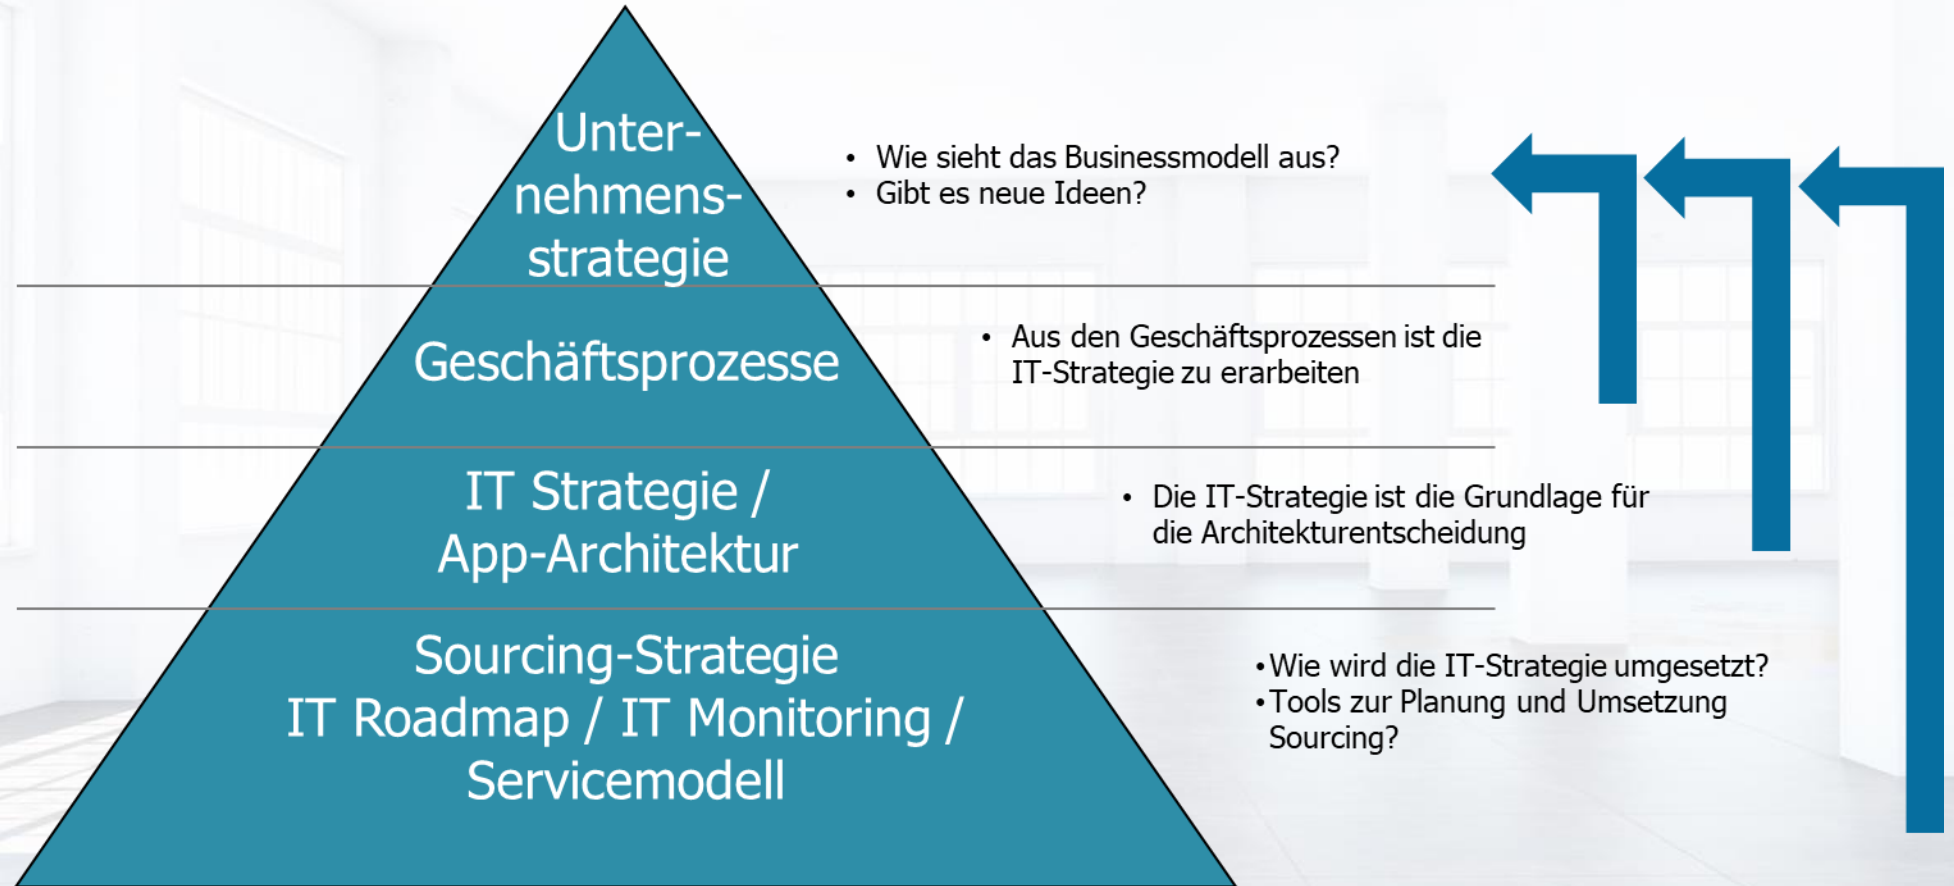 Unter-
nehmens-
strategie
• Wie sieht das Businessmodell aus?
• Gibt es neue Ideen?
Geschäftsprozesse
• Aus den Geschäftsprozessen ist die
IT-Strategie zu erarbeiten
IT Strategie /
App-Architektur
• Die IT-Strategie ist die Grundlage für
die Architekturentscheidung
Sourcing-Strategie
IT Roadmap / IT Monitoring /
Servicemodell
• Wie wird die IT-Strategie umgesetzt?
• Tools zur Planung und Umsetzung
Sourcing?